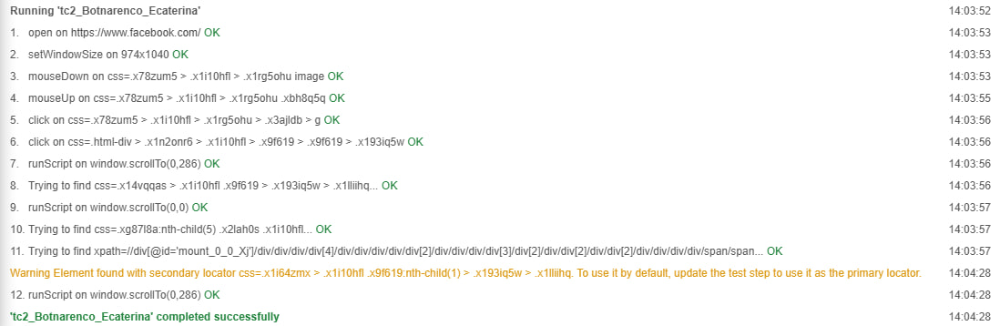 Running 'tc2_Botnarenco_Ecaterina' 14:03:52
1. open on https://www.facebook.com/ OK 14:03:53
2. setWindowSize on 974x1040 OK 14:03:53
3. mouseDown on css=.x78zum5 > .x1i10hfl > .x1rg5ohu image OK 14:03:53
4. mouseUp on css=.x78zum5 > .x1i10hfl > .x1rg5ohu .xbh8q5q OK 14:03:55
5. click on css=.x78zum5 > .x1i10hfl > .x1rg5ohu > .x3ajldb > g OK 14:03:56
6. click on css=.html-div > .x1n2onr6 > .x1i10hfl > .x9f619 > .x9f619 > .x193iq5w OK 14:03:56
7. runScript on window.scrollTo(0,286) OK 14:03:56
8. Trying to find css=.x14vqqas > .x1i10hfl .x9f619 > .x193iq5w > .x1lliihq... OK 14:03:56
9. runScript on window.scrollTo(0,0) OK 14:03:57
10. Trying to find css=.xg87l8a:nth-child(5) .x2lah0s .x1i10hfl... OK 14:03:57
11. Trying to find xpath=//div[@id='mount_0_0_Xj']/div/div/div/div[4]/div/div/div/div/div[2]/div/div/div/div[3]/div[2]/div/div[2]/div/div[2]/div/div/div/div/span/span... OK 14:03:57
Warning Element found with secondary locator css=.x1i64zmx > .x1i10hfl .x9f619:nth-child(1) > .x193iq5w > .x1lliihq. To use it by default, update the test step to use it as the primary locator. 14:04:28
12. runScript on window.scrollTo(0,286) OK 14:04:28
'tc2_Botnarenco_Ecaterina' completed successfully 14:04:28